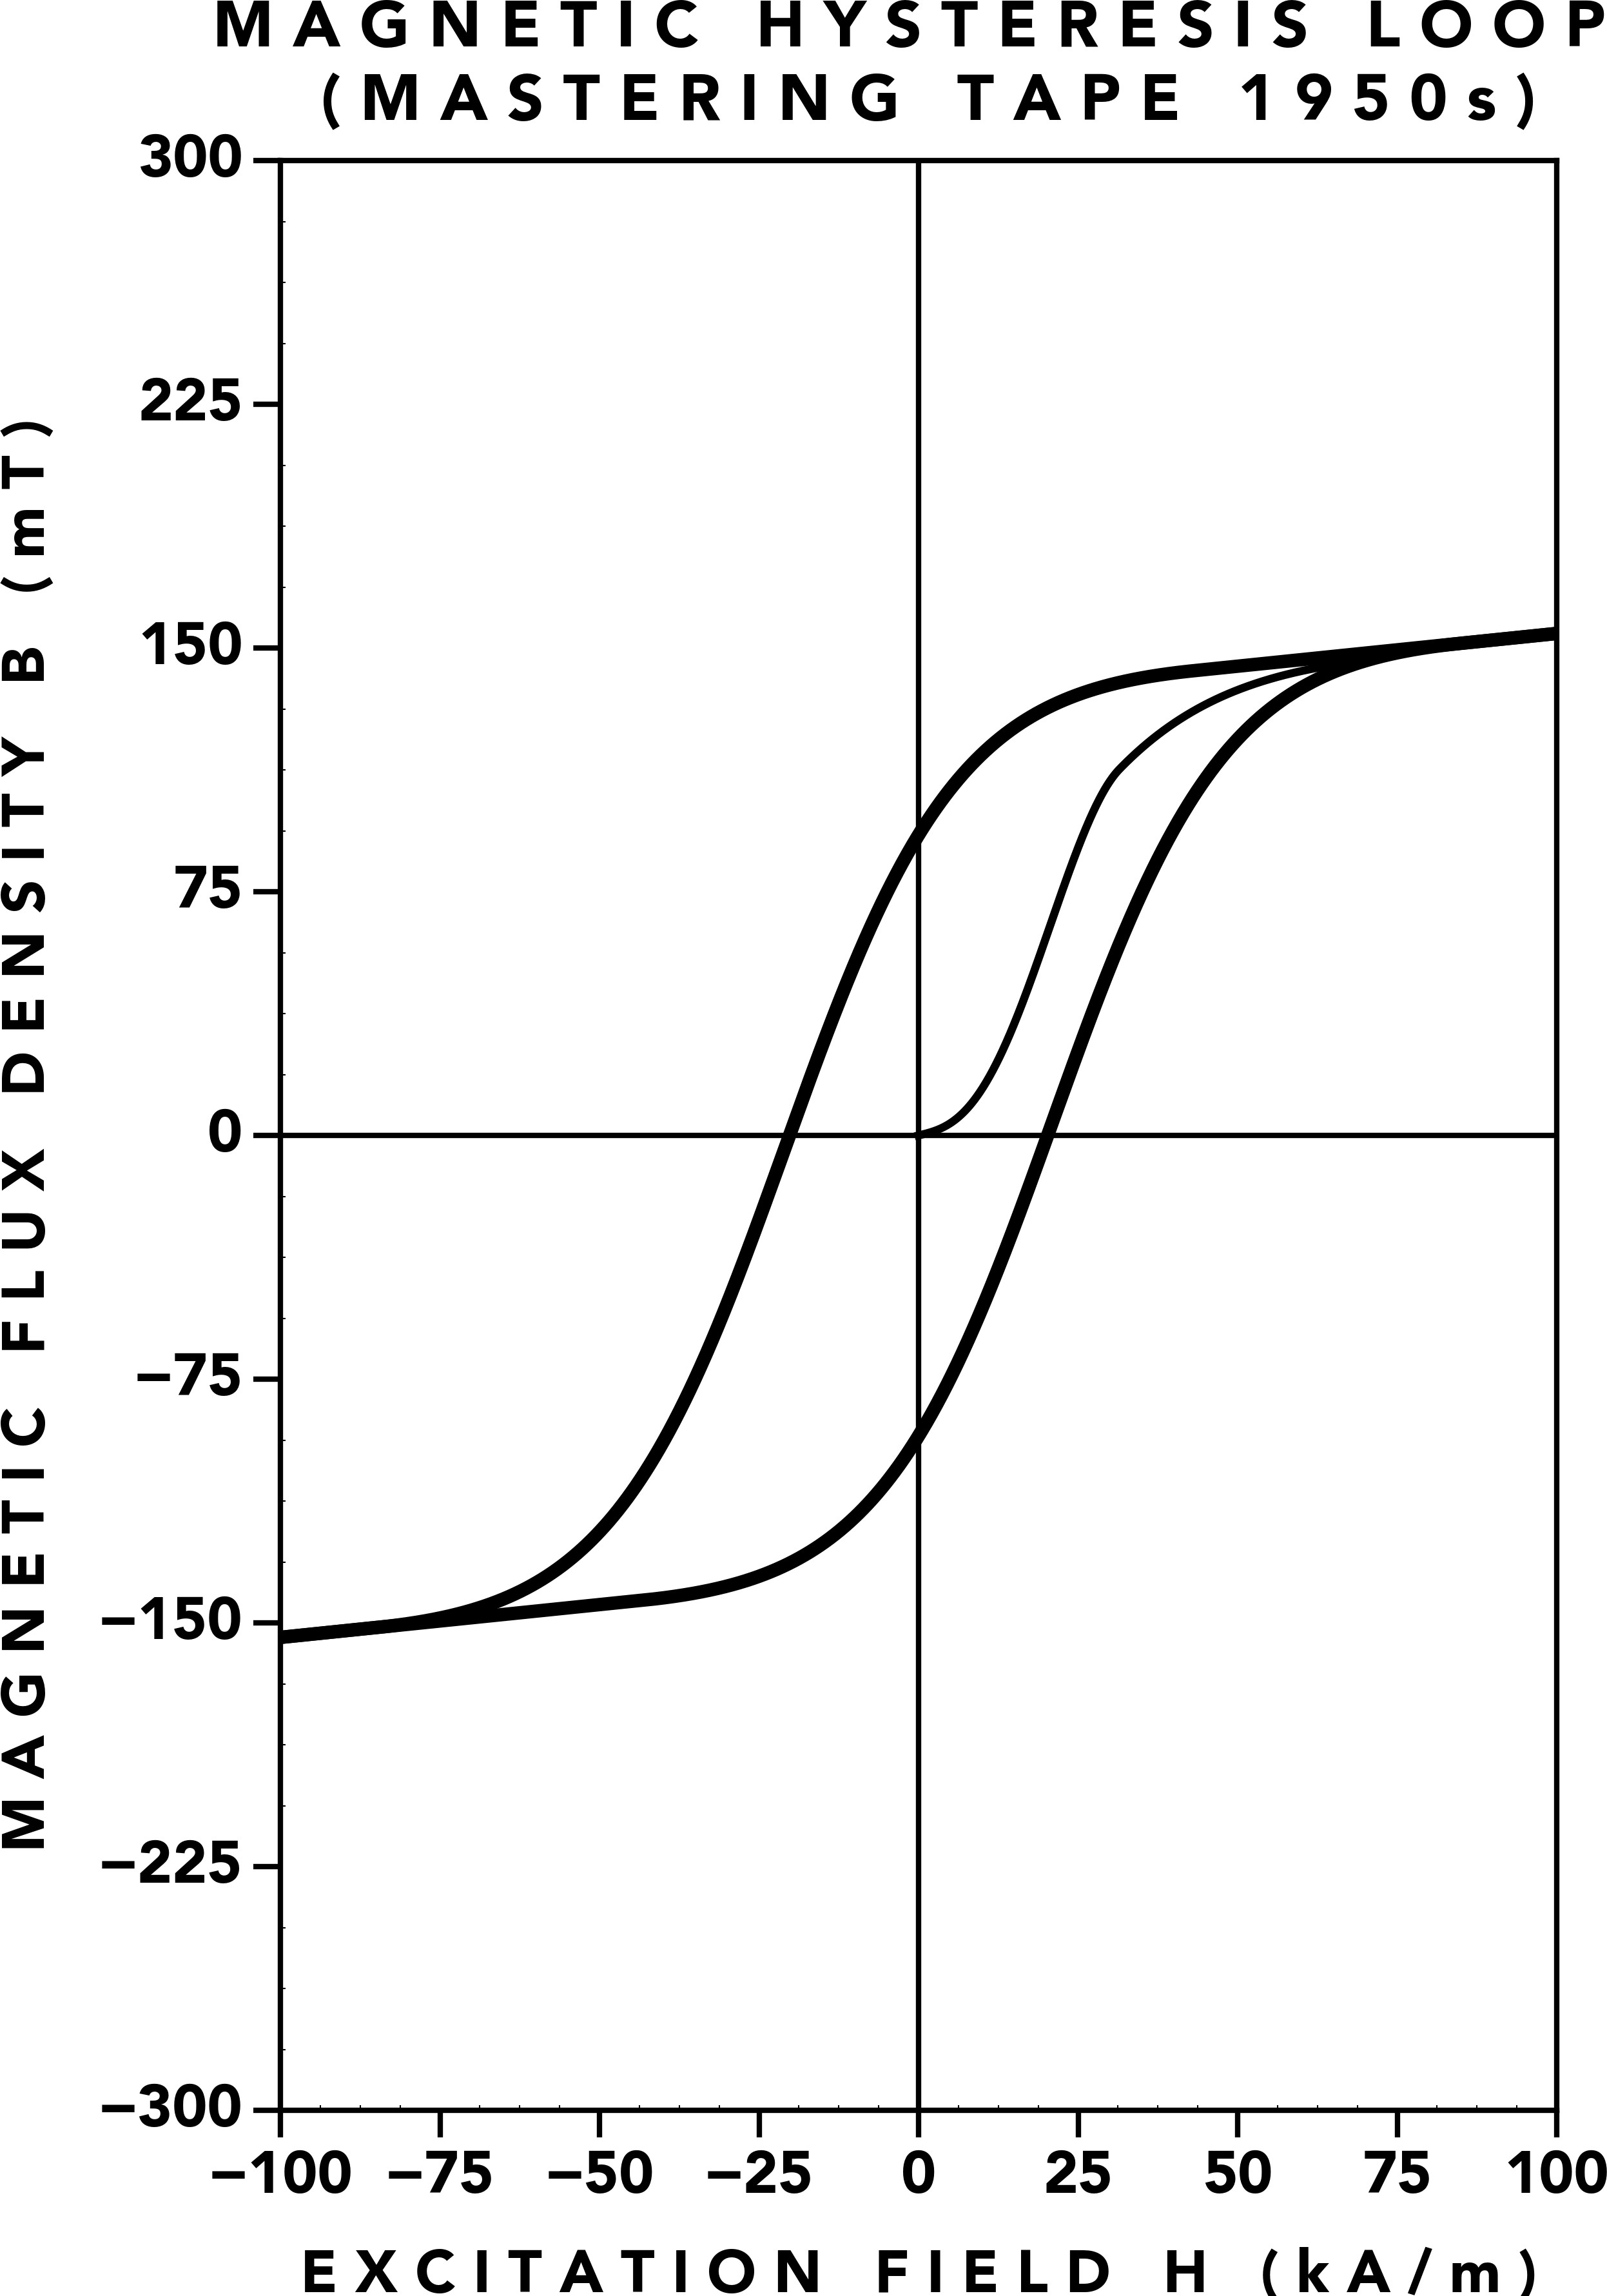 MAGNETIC HYSTERESIS LOOP
(MASTERING TAPE 1950s)
MAGNETIC FLUX DENSITY B (mT)
300
225
150
75
0
−75
−150
−225
−300
−100 −75 −50 −25 0 25 50 75 100
EXCITATION FIELD H (kA/m)